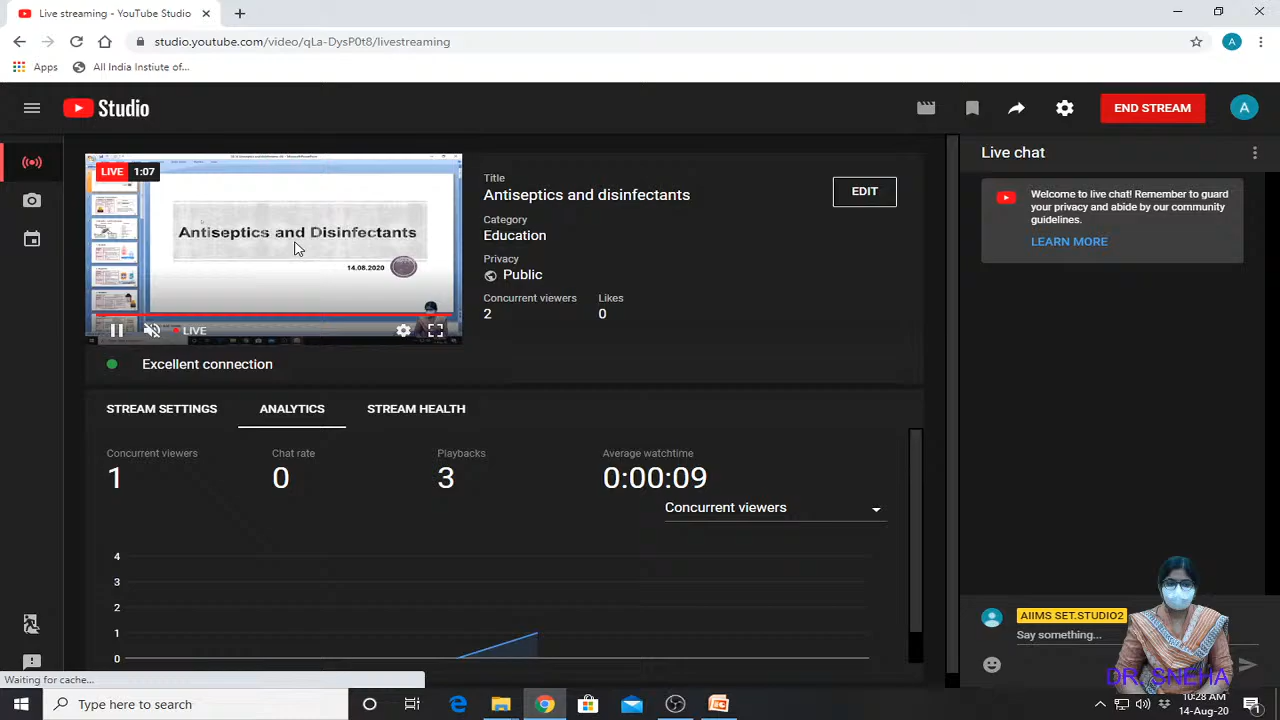 Live streaming - YouTube Studio
studio.youtube.com/video/qLa-DysP0t8/livestreaming
A
Apps
All India Instiute of...
Studio
END STREAM
A
LIVE
1:07
Antiseptics and Disinfectants
14.08.2020
LIVE
Title
Antiseptics and disinfectants
EDIT
Category
Education
Privacy
Public
Concurrent viewers
Likes
2
0
Excellent connection
STREAM SETTINGS
ANALYTICS
STREAM HEALTH
Concurrent viewers
Chat rate
Playbacks
Average watchtime
1
0
3
0:00:09
Concurrent viewers
4
3
2
1
0
Live chat
Welcome to live chat! Remember to guard
your privacy and abide by our community
guidelines.
LEARN MORE
AIIMS SET.STUDIO2
Say something...
DR. SNEHA
Waiting for cache...
Type here to search
10:28 AM
14-Aug-20
1